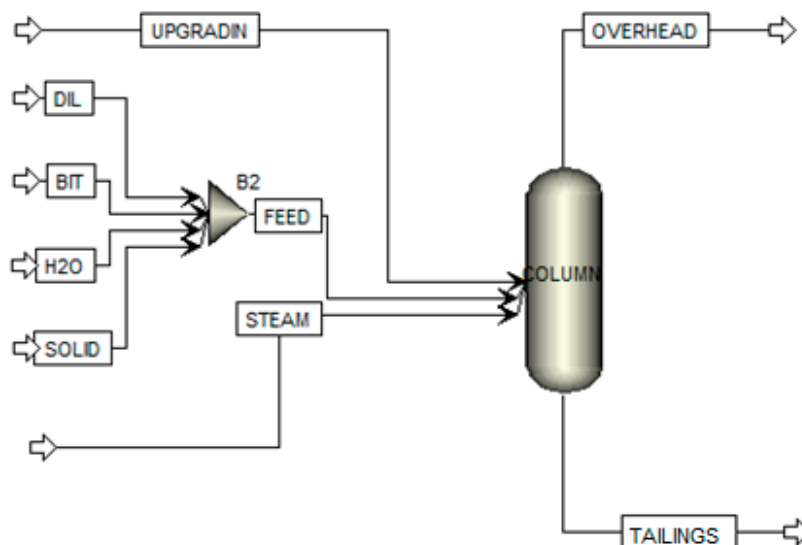 UPGRADIN
OVERHEAD
DIL
BIT
B2
FEED
H2O
COLUMN
STEAM
SOLID
TAILINGS